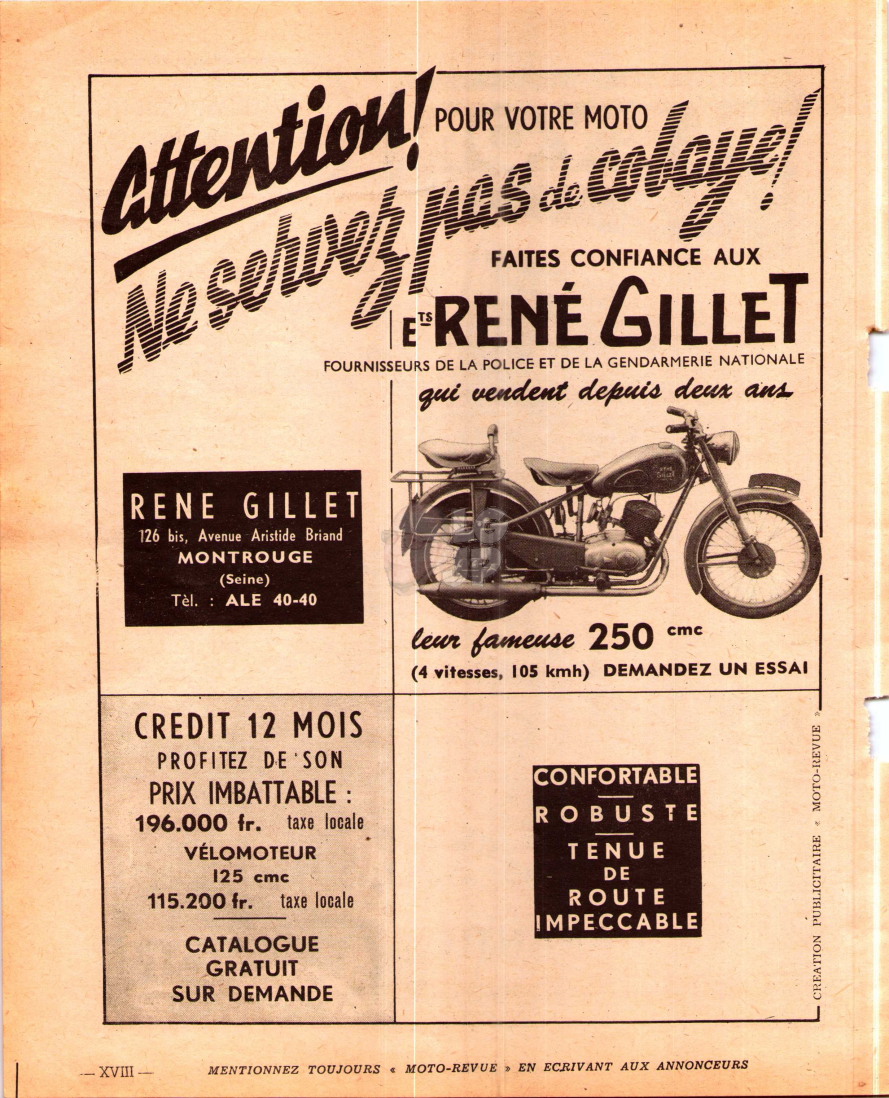 Attention!
POUR VOTRE MOTO
Ne servez pas de cobaye!
FAITES CONFIANCE AUX
ETS RENÉ GILLET
FOURNISSEURS DE LA POLICE ET DE LA GENDARMERIE NATIONALE
qui vendent depuis deux ans
RENE GILLET
126 bis, Avenue Aristide Briand
MONTROUGE
(Seine)
Tèl. : ALE 40-40
leur fameuse 250 cmc
(4 vitesses, 105 kmh) DEMANDEZ UN ESSAI
CREDIT 12 MOIS
PROFITEZ DE SON
PRIX IMBATTABLE :
196.000 fr. taxe locale
VÉLOMOTEUR
125 cmc
115.200 fr. taxe locale
CATALOGUE
GRATUIT
SUR DEMANDE
CONFORTABLE
ROBUSTE
TENUE
DE
ROUTE
IMPECCABLE
CREATION PUBLICITAIRE « MOTO-REVUE »
— XVIII —
MENTIONNEZ TOUJOURS « MOTO-REVUE » EN ECRIVANT AUX ANNONCEURS